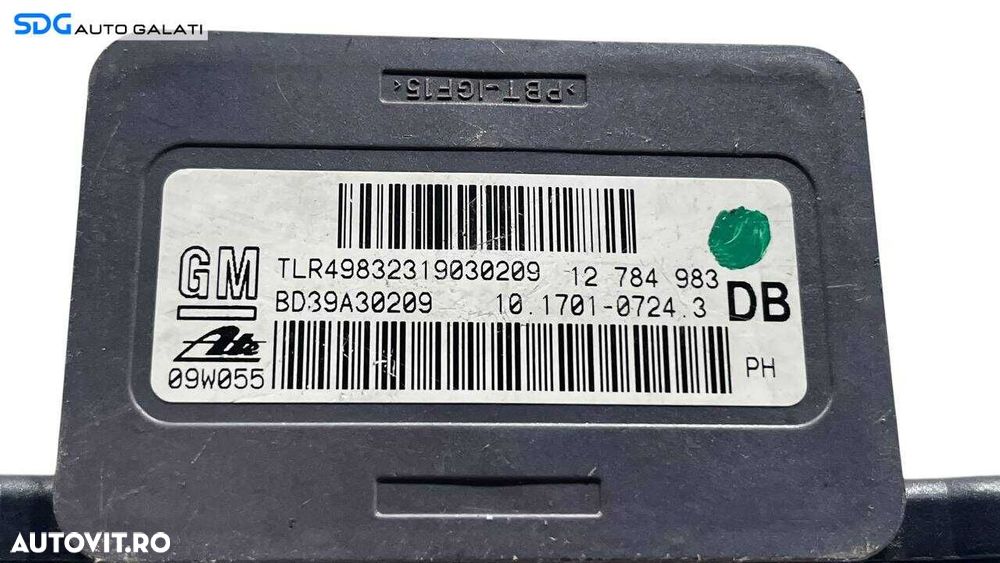 SDG AUTO GALATI
>PBT-IGF15<
TLR49832319030209 12 784 983
GM
BD39A30209 10.1701-0724.3 DB
Ate
09W055 PH
AUTOVIT.RO